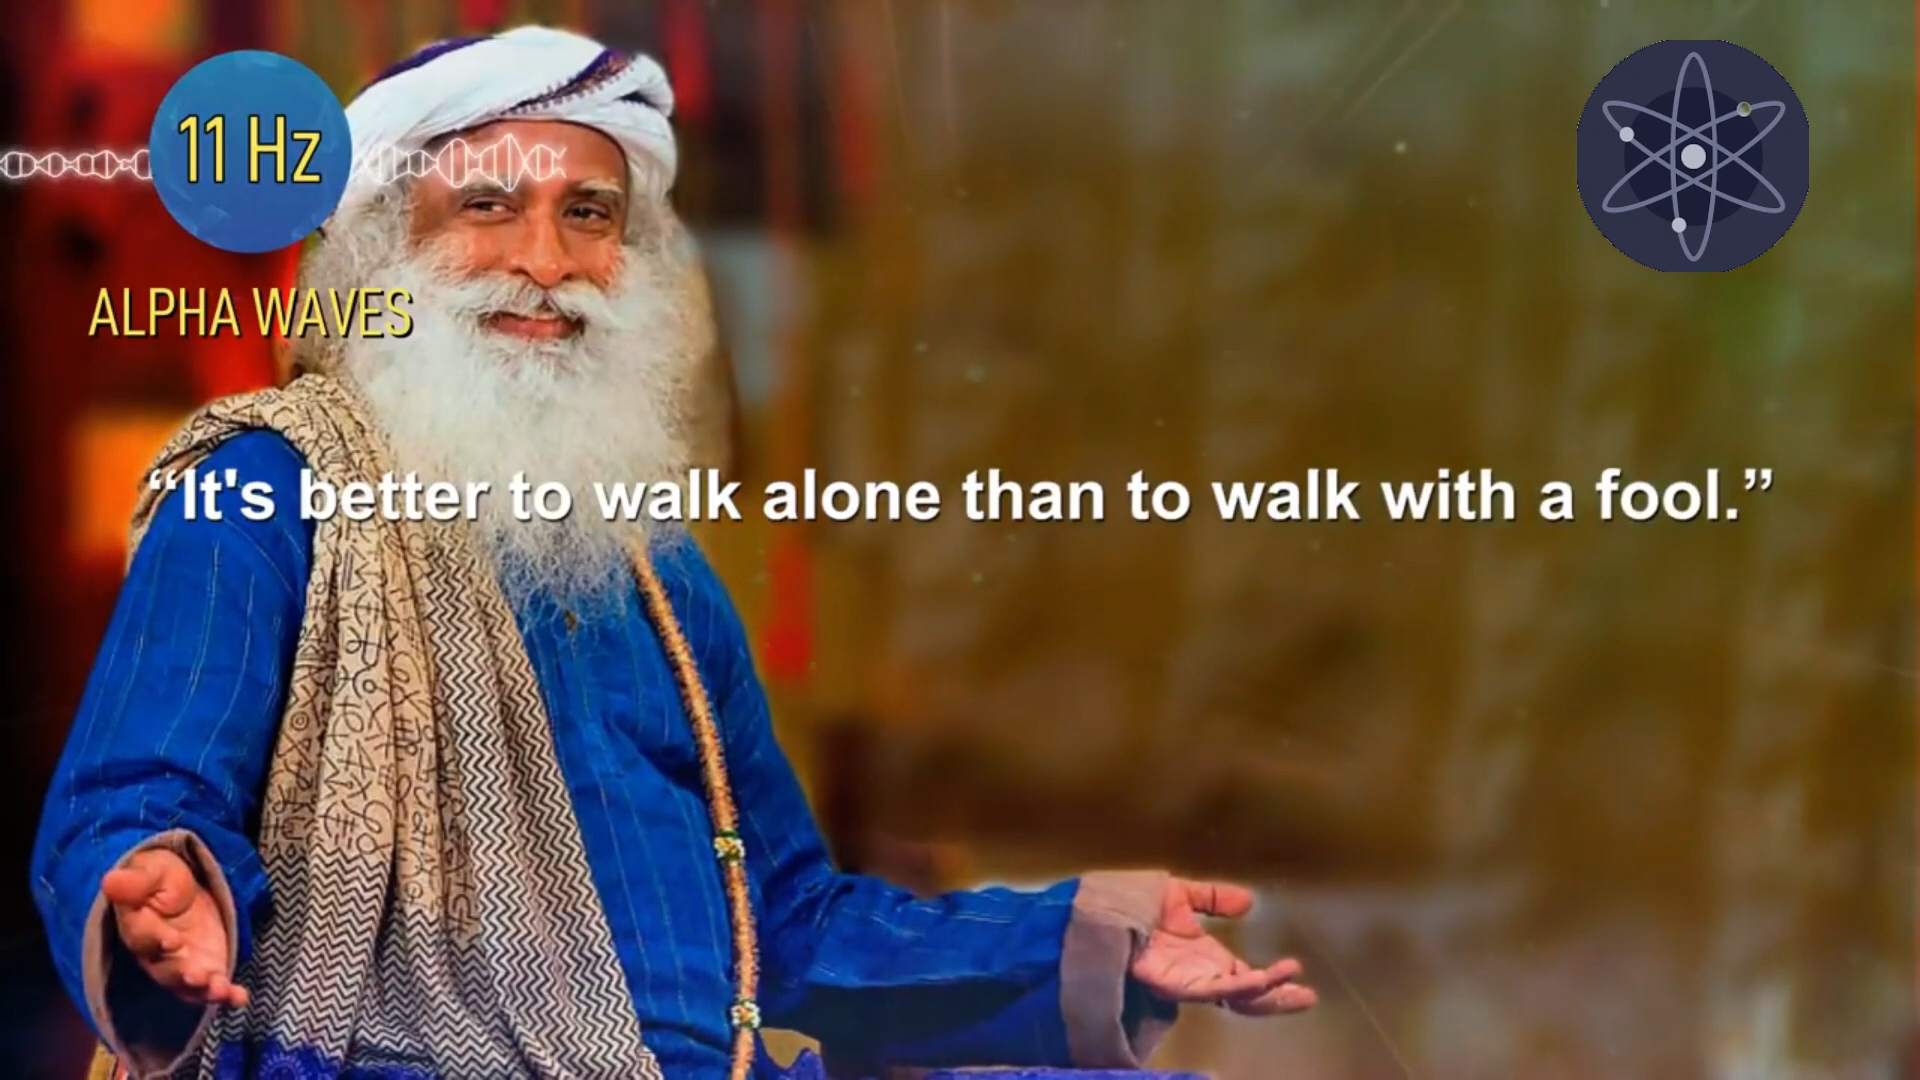 11 Hz
ALPHA WAVES
“It's better to walk alone than to walk with a fool.”